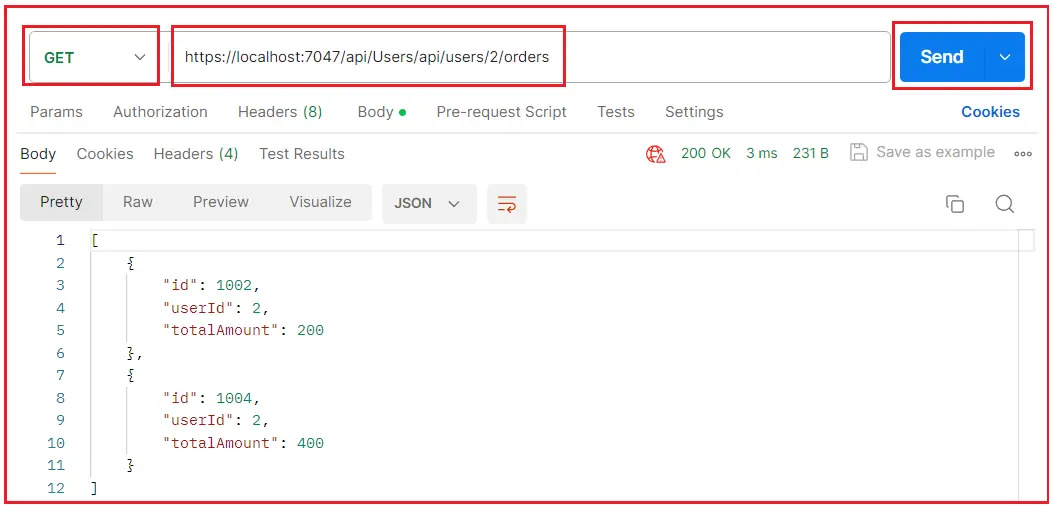 GET https://localhost:7047/api/Users/api/users/2/orders Send
Params Authorization Headers (8) Body Pre-request Script Tests Settings Cookies
Body Cookies Headers (4) Test Results 200 OK 3 ms 231 B Save as example
Pretty Raw Preview Visualize JSON
1 [
2 {
3 "id": 1002,
4 "userId": 2,
5 "totalAmount": 200
6 },
7 {
8 "id": 1004,
9 "userId": 2,
10 "totalAmount": 400
11 }
12 ]